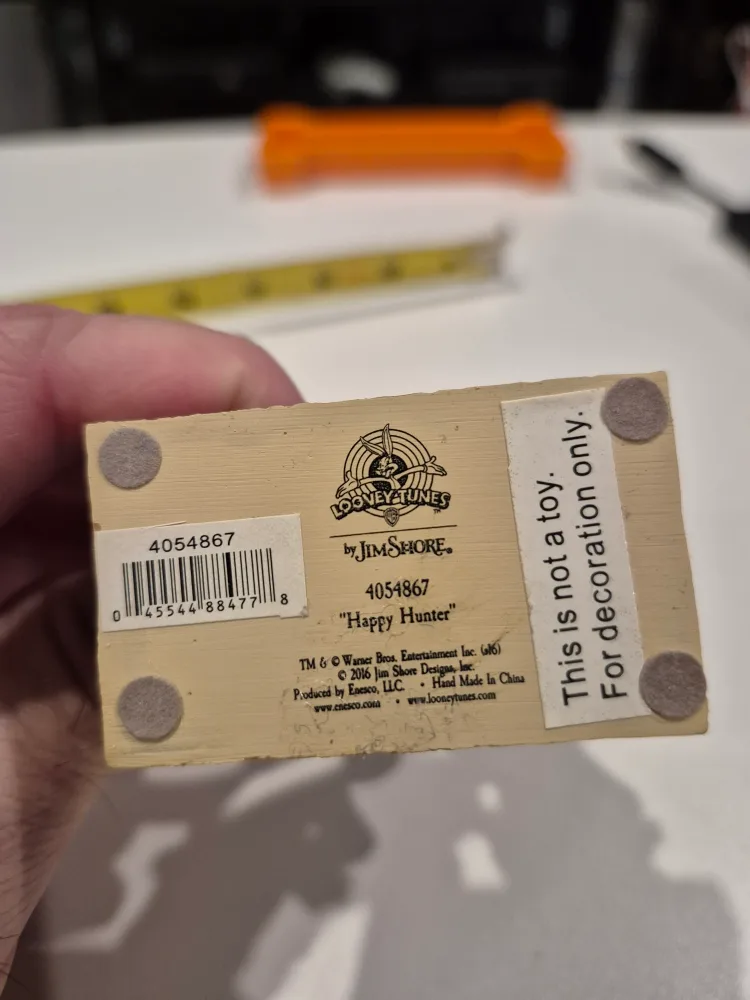 LOONEY TUNES
™
by JIM SHORE®
4054867
"Happy Hunter"
TM & © Warner Bros. Entertainment Inc. (s16)
© 2016 Jim Shore Designs, Inc.
Produced by Enesco, LLC. • Hand Made In China
www.enesco.com • www.looneytunes.com
4054867
0 45544 88477 8
This is not a toy.
For decoration only.